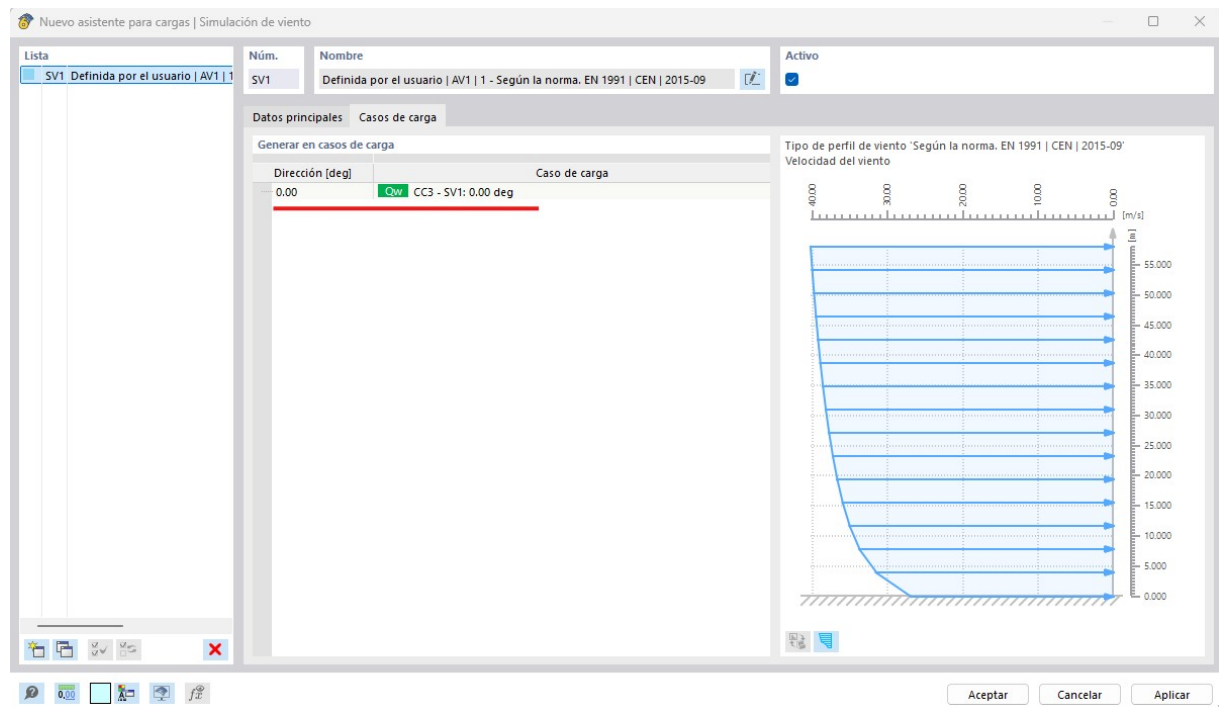 Nuevo asistente para cargas | Simulación de viento
Lista
SV1 Definida por el usuario | AV1 | 1
Núm.
SV1
Nombre
Definida por el usuario | AV1 | 1 - Según la norma. EN 1991 | CEN | 2015-09
Activo
Datos principales
Casos de carga
Generar en casos de carga
Dirección [deg]
Caso de carga
0.00
Qw CC3 - SV1: 0.00 deg
Tipo de perfil de viento 'Según la norma. EN 1991 | CEN | 2015-09'
Velocidad del viento
40.00 30.00 20.00 10.00 0.00
[m/s]
[m]
55.000
50.000
45.000
40.000
35.000
30.000
25.000
20.000
15.000
10.000
5.000
0.000
0,00
Aceptar
Cancelar
Aplicar